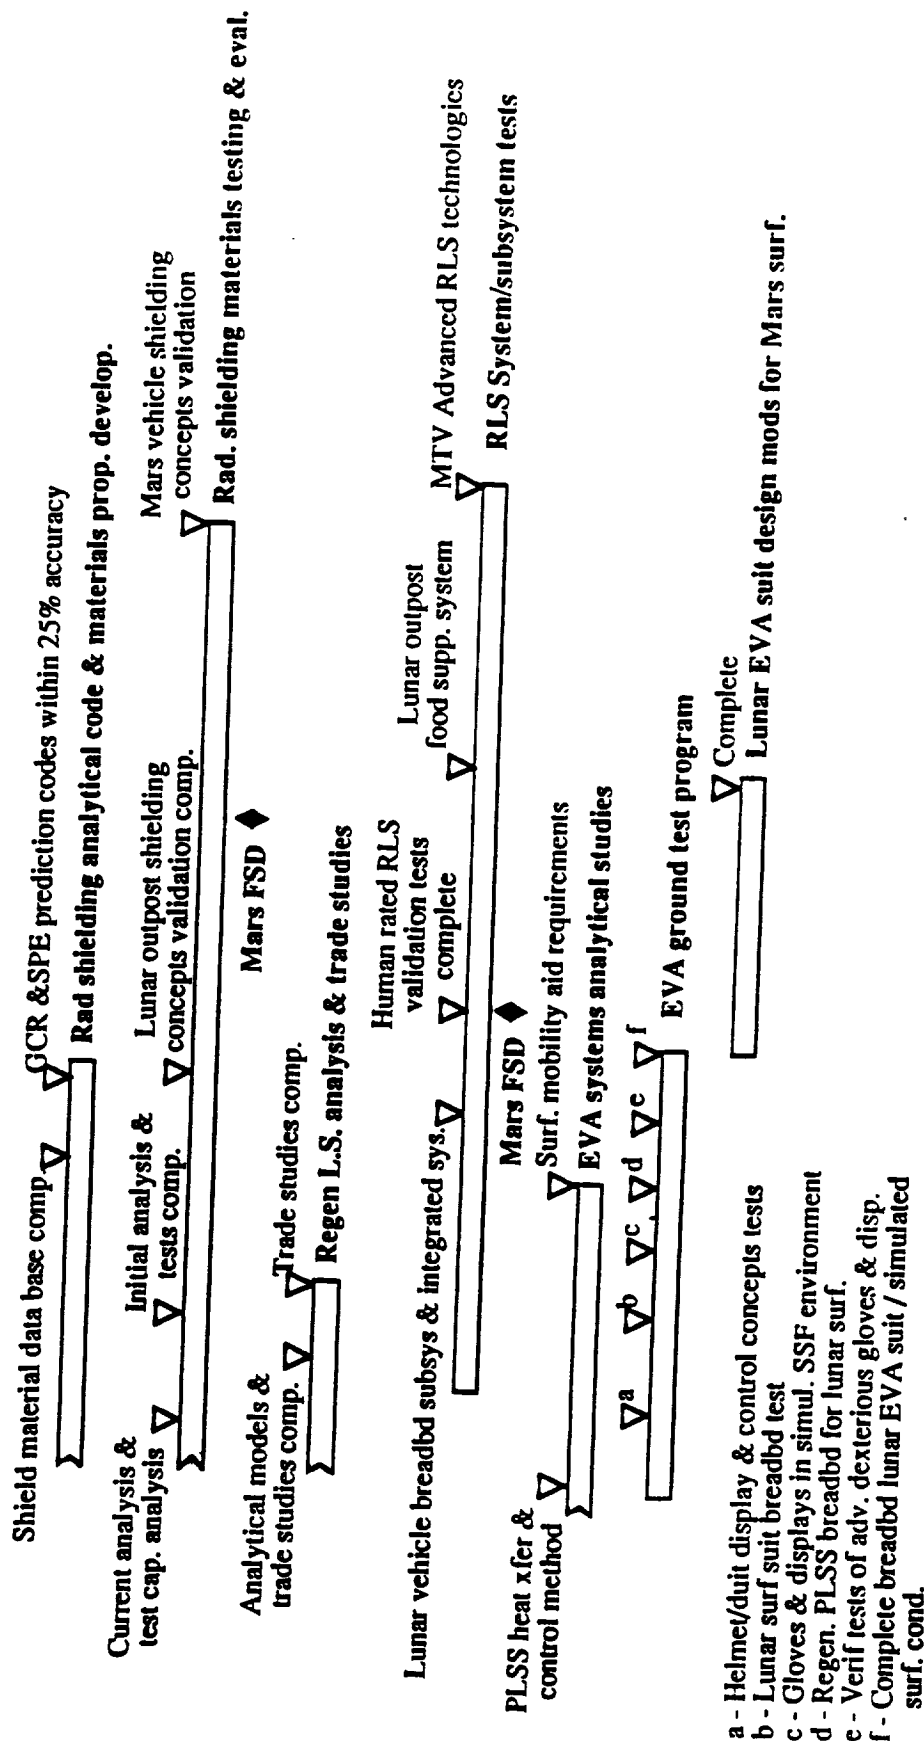 Shield material data base comp.
GCR &SPE prediction codes within 25% accuracy
Rad shielding analytical code & materials prop. develop.
Current analysis &
test cap. analysis
Initial analysis &
tests comp.
Lunar outpost shielding
concepts validation comp.
Mars vehicle shielding
concepts validation
Rad. shielding materials testing & eval.
Mars FSD
Analytical models &
trade studies comp.
Trade studies comp.
Regen L.S. analysis & trade studies
Lunar vehicle breadbd subsys & integrated sys.
Human rated RLS
validation tests
complete
Lunar outpost
food supp. system
MTV Advanced RLS technologies
RLS System/subsystem tests
Mars FSD
PLSS heat xfer &
control method
Surf. mobility aid requirements
EVA systems analytical studies
a
b
c
d
e
f
EVA ground test program
Complete
Lunar EVA suit design mods for Mars surf.
a - Helmet/duit display & control concepts tests
b - Lunar surf suit breadbd test
c - Gloves & displays in simul. SSF environment
d - Regen. PLSS breadbd for lunar surf.
e - Verif tests of adv. dexterious gloves & disp.
f - Complete breadbd lunar EVA suit / simulated
surf. cond.